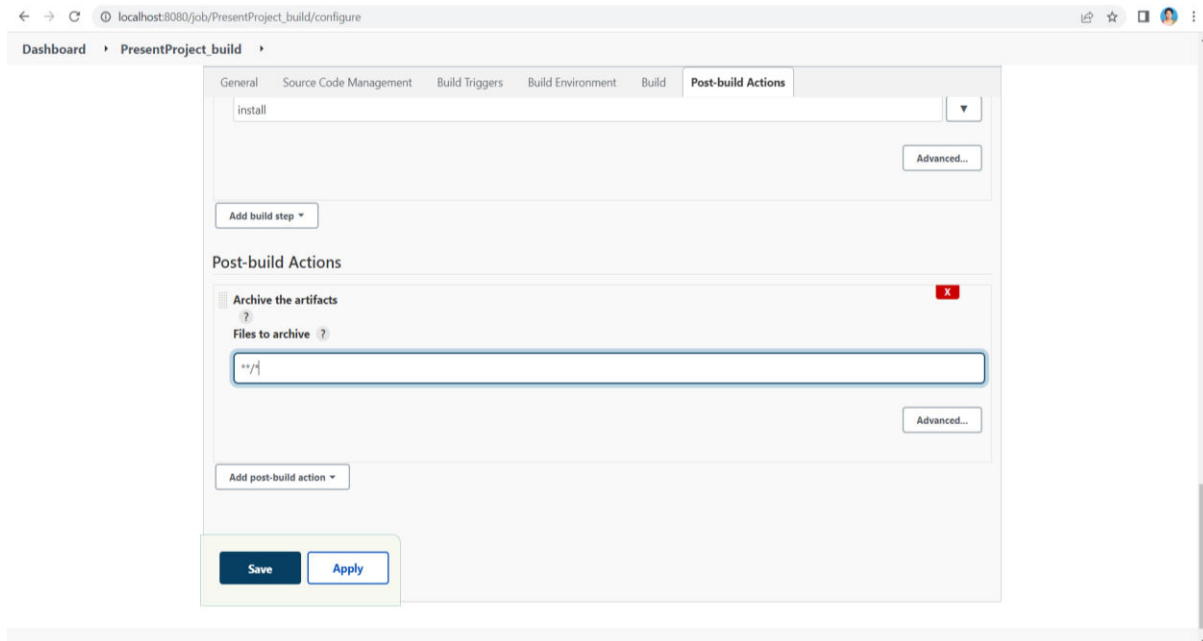 localhost:8080/job/PresentProject_build/configure
Dashboard PresentProject_build
General Source Code Management Build Triggers Build Environment Build Post-build Actions
install
Advanced...
Add build step
Post-build Actions
Archive the artifacts
X
?
Files to archive ?
**/*
Advanced...
Add post-build action
Save Apply